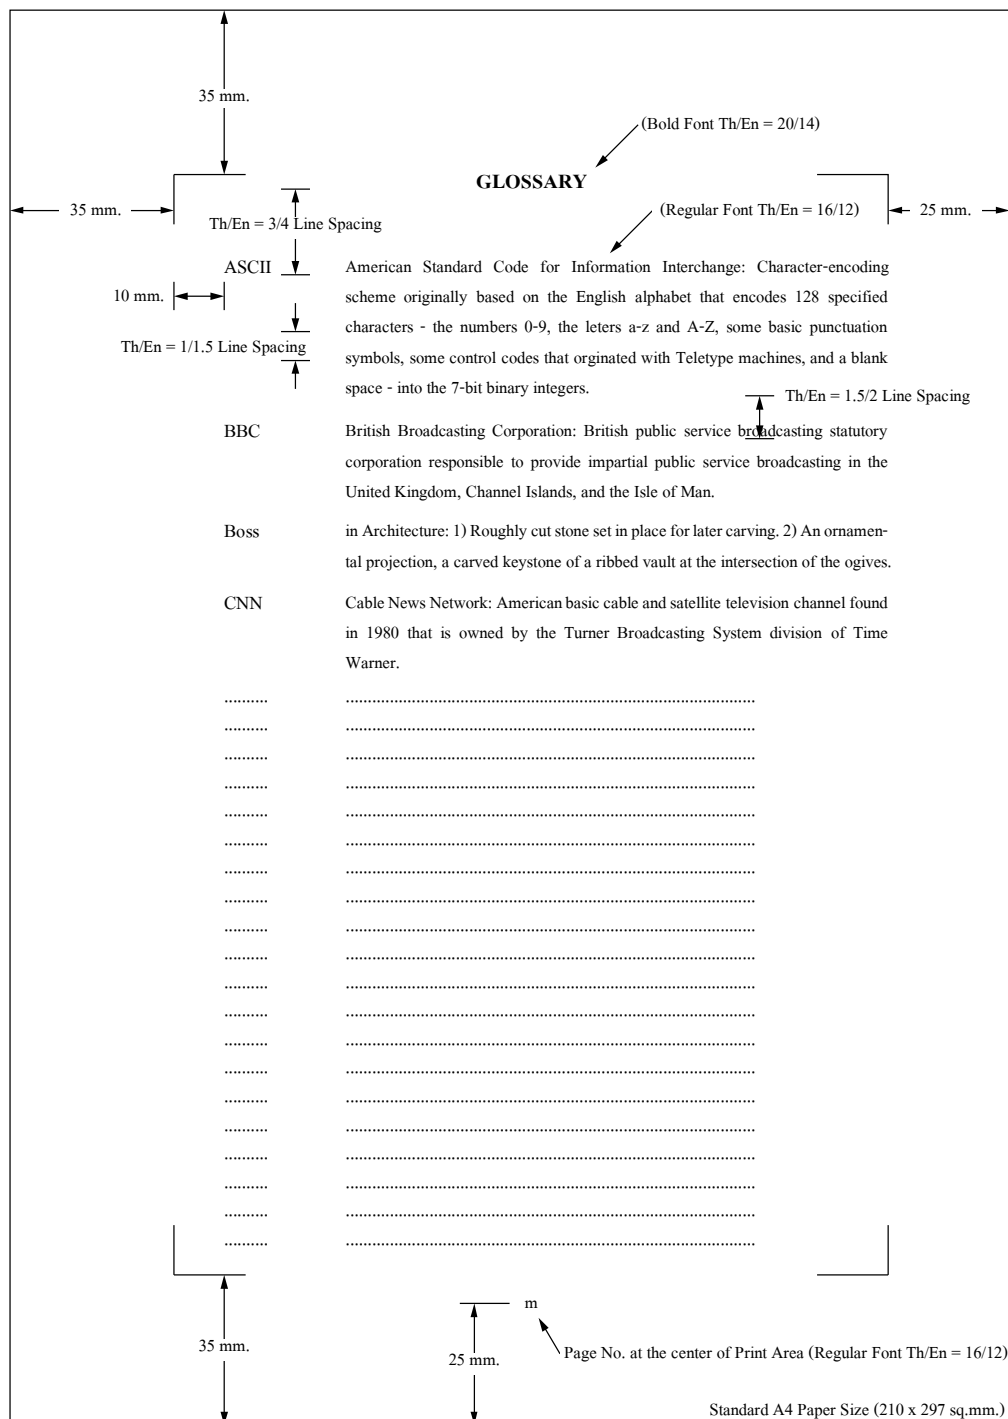 35 mm.
(Bold Font Th/En = 20/14)
GLOSSARY
35 mm.
(Regular Font Th/En = 16/12)
25 mm.
Th/En = 3/4 Line Spacing
ASCII American Standard Code for Information Interchange: Character-encoding
10 mm.
scheme originally based on the English alphabet that encodes 128 specified
characters - the numbers 0-9, the leters a-z and A-Z, some basic punctuation
Th/En = 1/1.5 Line Spacing
symbols, some control codes that orginated with Teletype machines, and a blank
space - into the 7-bit binary integers.
Th/En = 1.5/2 Line Spacing
BBC British Broadcasting Corporation: British public service broadcasting statutory
corporation responsible to provide impartial public service broadcasting in the
United Kingdom, Channel Islands, and the Isle of Man.
Boss in Architecture: 1) Roughly cut stone set in place for later carving. 2) An ornamen-
tal projection, a carved keystone of a ribbed vault at the intersection of the ogives.
CNN Cable News Network: American basic cable and satellite television channel found
in 1980 that is owned by the Turner Broadcasting System division of Time
Warner.
m
35 mm.
25 mm.
Page No. at the center of Print Area (Regular Font Th/En = 16/12)
Standard A4 Paper Size (210 x 297 sq.mm.)